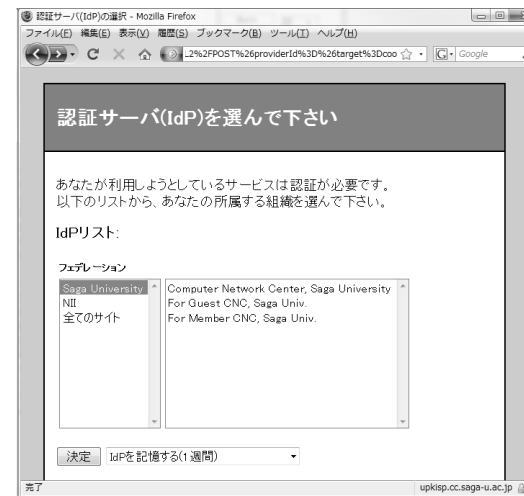 認証サーバ(IdP)の選択 - Mozilla Firefox
ファイル(F) 編集(E) 表示(V) 履歴(S) ブックマーク(B) ツール(T) ヘルプ(H)
L2%2FPOST%26providerId%3D%26target%3Dcoo
Google
認証サーバ(IdP)を選んで下さい
あなたが利用しようとしているサービスは認証が必要です。
以下のリストから、あなたの所属する組織を選んで下さい。
IdPリスト:
フェデレーション
Saga University
NII
全てのサイト
Computer Network Center, Saga University
For Guest CNC, Saga Univ.
For Member CNC, Saga Univ.
決定 IdPを記憶する(1週間)
完了 upkisp.cc.saga-u.ac.jp